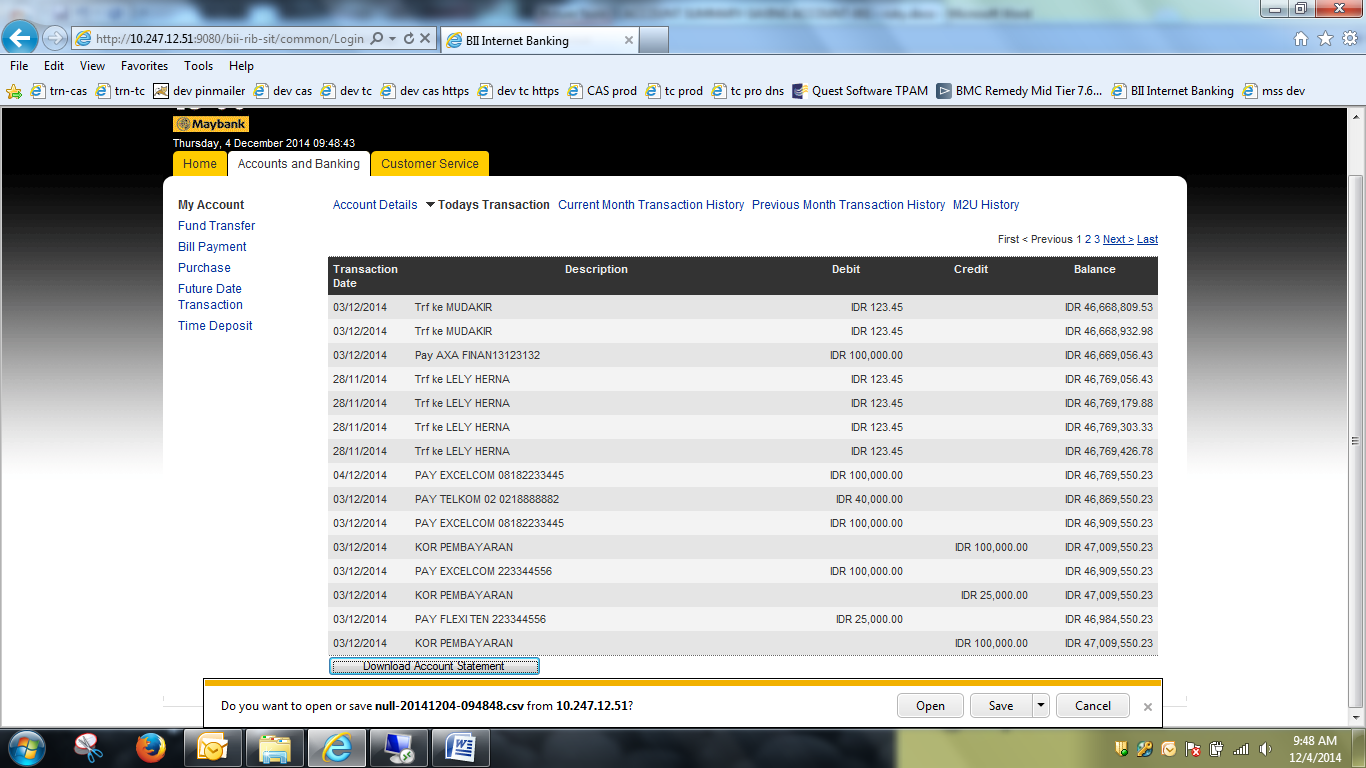 http://10.247.12.51:9080/bii-rib-sit/common/Login
BII Internet Banking
File Edit View Favorites Tools Help
trn-cas trn-tc dev pinmailer dev cas dev tc dev cas https dev tc https CAS prod tc prod tc pro dns Quest Software TPAM BMC Remedy Mid Tier 7.6... BII Internet Banking mss dev
Maybank
Thursday, 4 December 2014 09:48:43
Home Accounts and Banking Customer Service
My Account
Fund Transfer
Bill Payment
Purchase
Future Date
Transaction
Time Deposit
Account Details Todays Transaction Current Month Transaction History Previous Month Transaction History M2U History
First < Previous 1 2 3 Next > Last
Transaction Date Description Debit Credit Balance
03/12/2014 Trf ke MUDAKIR IDR 123.45 IDR 46,668,809.53
03/12/2014 Trf ke MUDAKIR IDR 123.45 IDR 46,668,932.98
03/12/2014 Pay AXA FINAN13123132 IDR 100,000.00 IDR 46,669,056.43
28/11/2014 Trf ke LELY HERNA IDR 123.45 IDR 46,769,056.43
28/11/2014 Trf ke LELY HERNA IDR 123.45 IDR 46,769,179.88
28/11/2014 Trf ke LELY HERNA IDR 123.45 IDR 46,769,303.33
28/11/2014 Trf ke LELY HERNA IDR 123.45 IDR 46,769,426.78
04/12/2014 PAY EXCELCOM 08182233445 IDR 100,000.00 IDR 46,769,550.23
03/12/2014 PAY TELKOM 02 0218888882 IDR 40,000.00 IDR 46,869,550.23
03/12/2014 PAY EXCELCOM 08182233445 IDR 100,000.00 IDR 46,909,550.23
03/12/2014 KOR PEMBAYARAN IDR 100,000.00 IDR 47,009,550.23
03/12/2014 PAY EXCELCOM 223344556 IDR 100,000.00 IDR 46,909,550.23
03/12/2014 KOR PEMBAYARAN IDR 25,000.00 IDR 47,009,550.23
03/12/2014 PAY FLEXI TEN 223344556 IDR 25,000.00 IDR 46,984,550.23
03/12/2014 KOR PEMBAYARAN IDR 100,000.00 IDR 47,009,550.23
Download Account Statement
Do you want to open or save null-20141204-094848.csv from 10.247.12.51? Open Save Cancel
9:48 AM
12/4/2014